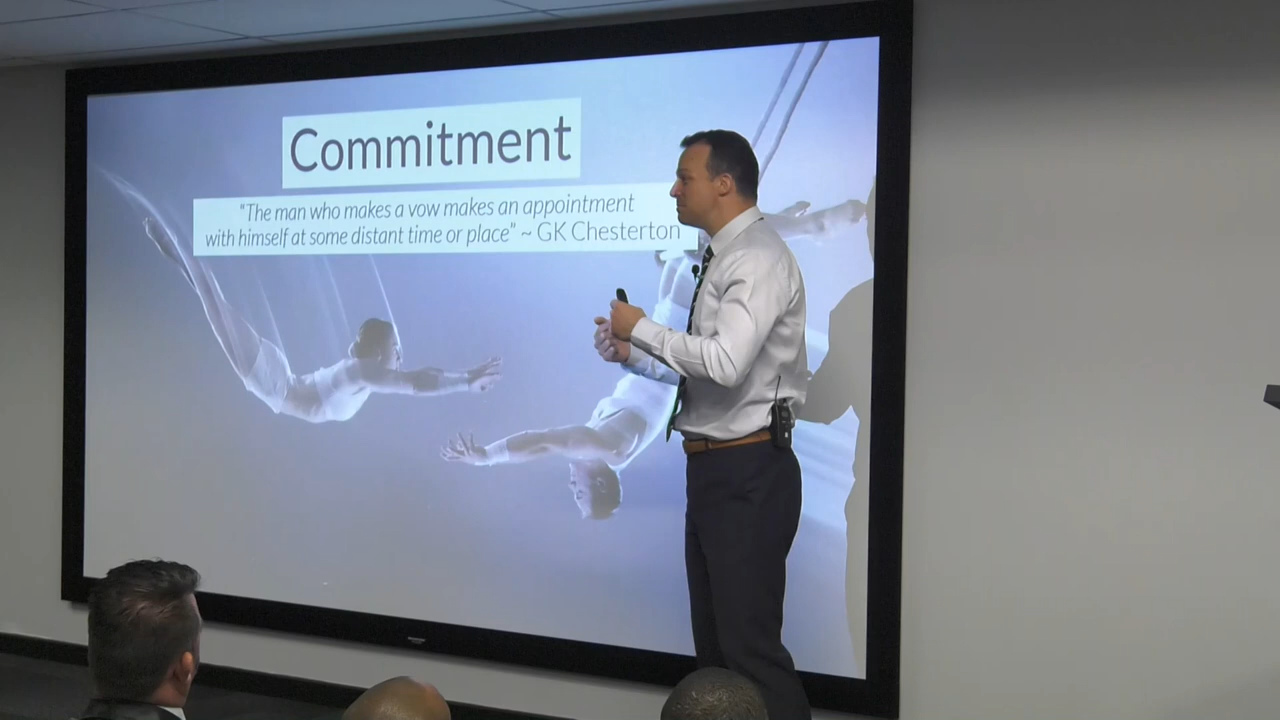 Commitment
“The man who makes a vow makes an appointment
with himself at some distant time or place” ~ GK Chesterton